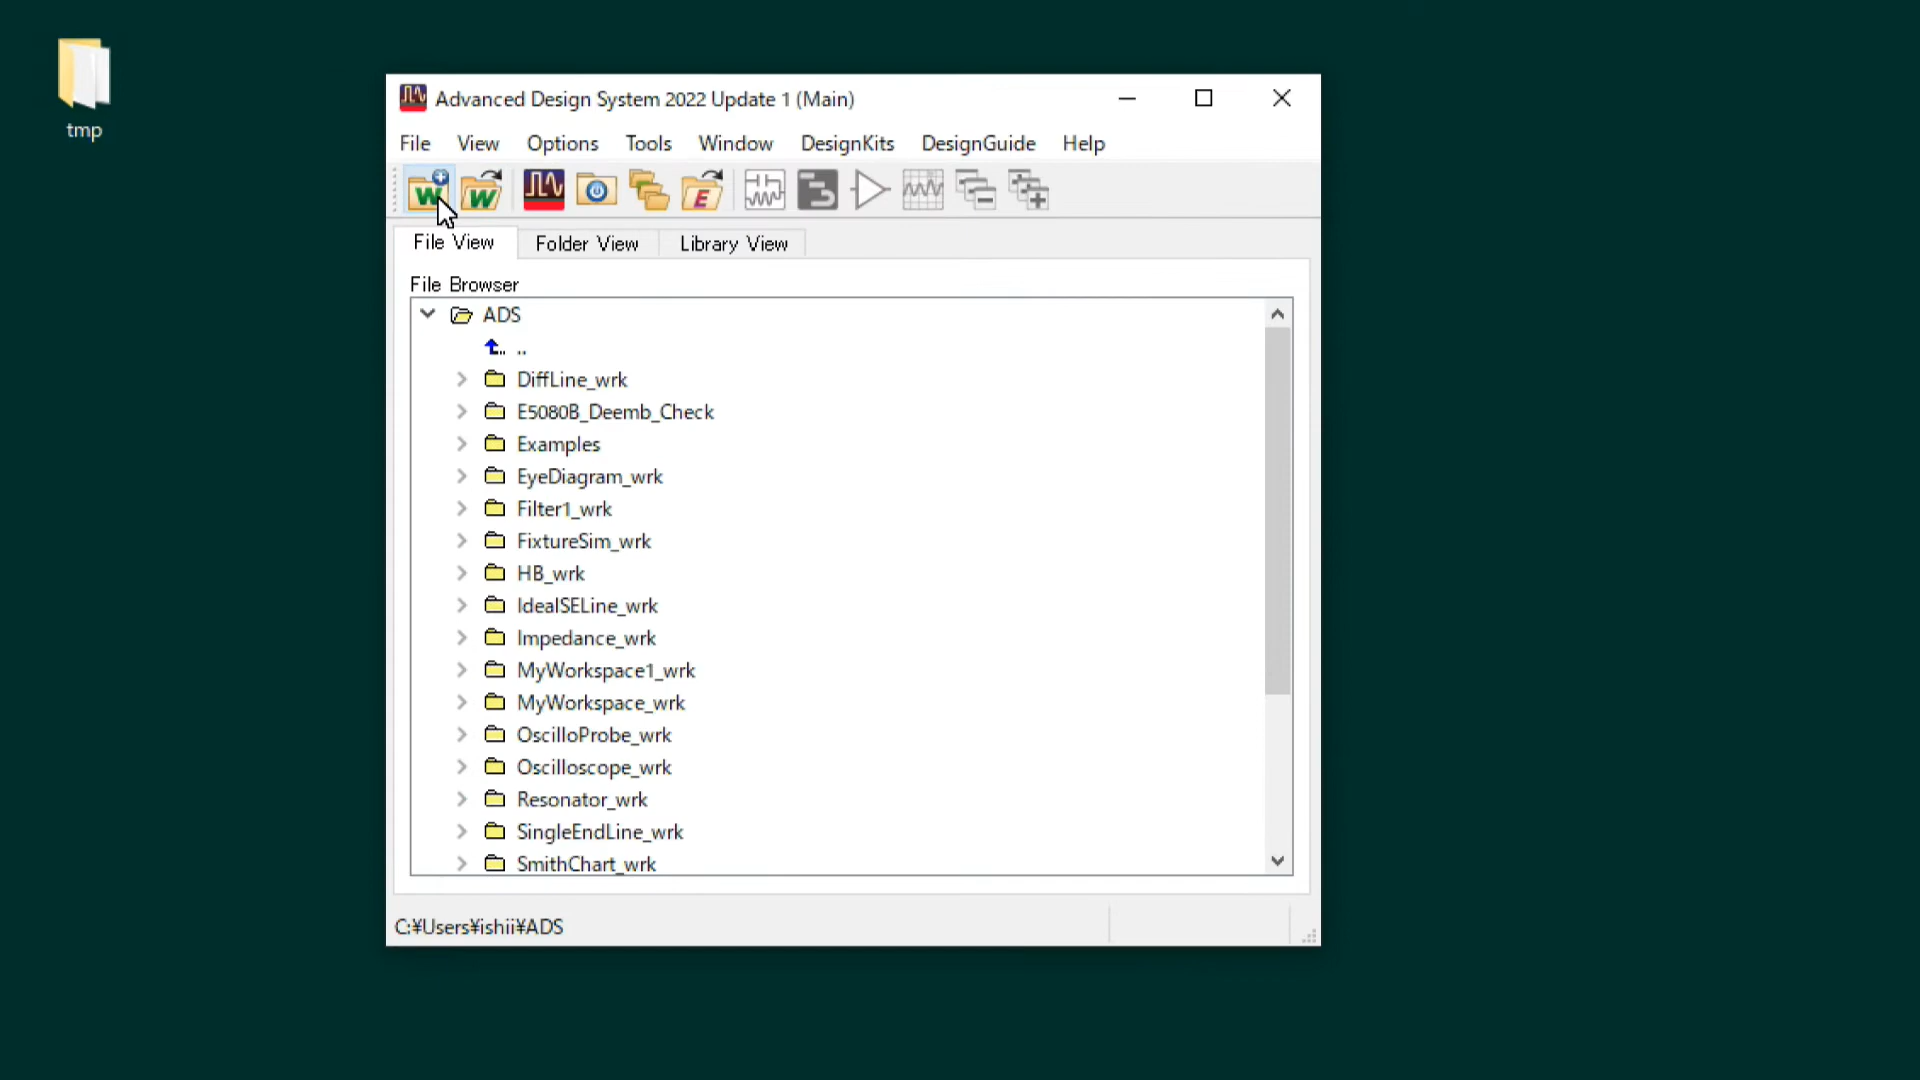 tmp
Advanced Design System 2022 Update 1 (Main)
File View Options Tools Window DesignKits DesignGuide Help
W W E
File View Folder View Library View
File Browser
ADS
..
DiffLine_wrk
E5080B_Deemb_Check
Examples
EyeDiagram_wrk
Filter1_wrk
FixtureSim_wrk
HB_wrk
IdealSELine_wrk
Impedance_wrk
MyWorkspace1_wrk
MyWorkspace_wrk
OscilloProbe_wrk
Oscilloscope_wrk
Resonator_wrk
SingleEndLine_wrk
SmithChart_wrk
C:¥Users¥ishii¥ADS